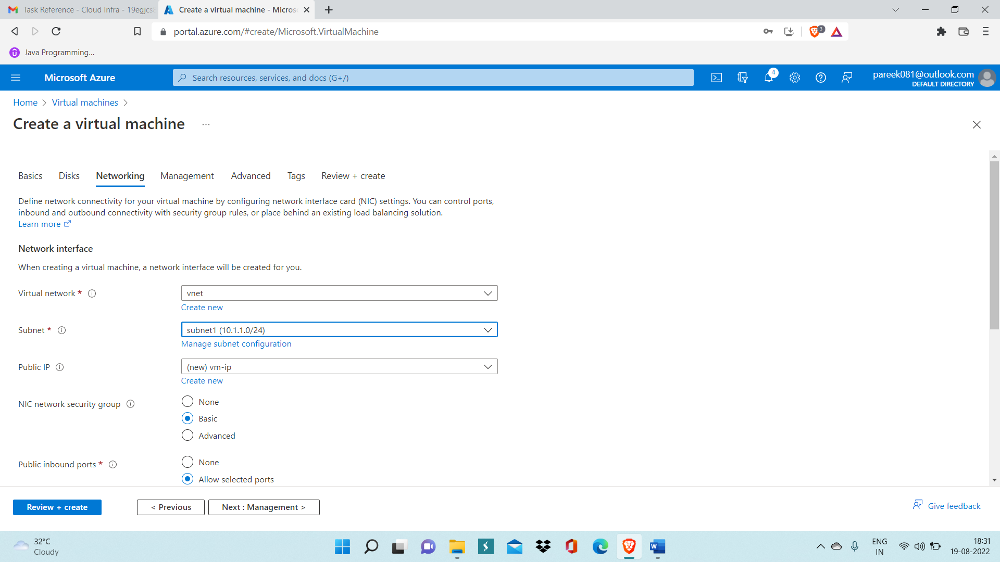 Task Reference - Cloud Infra - 19egjcs
Create a virtual machine - Micros
portal.azure.com/#create/Microsoft.VirtualMachine
3
Java Programming...
Microsoft Azure
Search resources, services, and docs (G+/)
4
pareek081@outlook.com
DEFAULT DIRECTORY
Home > Virtual machines >
Create a virtual machine ...
Basics Disks Networking Management Advanced Tags Review + create
Define network connectivity for your virtual machine by configuring network interface card (NIC) settings. You can control ports,
inbound and outbound connectivity with security group rules, or place behind an existing load balancing solution.
Learn more
Network interface
When creating a virtual machine, a network interface will be created for you.
Virtual network *
vnet
Create new
Subnet *
subnet1 (10.1.1.0/24)
Manage subnet configuration
Public IP
(new) vm-ip
Create new
NIC network security group
None
Basic
Advanced
Public inbound ports *
None
Allow selected ports
Review + create
< Previous
Next : Management >
Give feedback
32°C
Cloudy
ENG
IN
18:31
19-08-2022